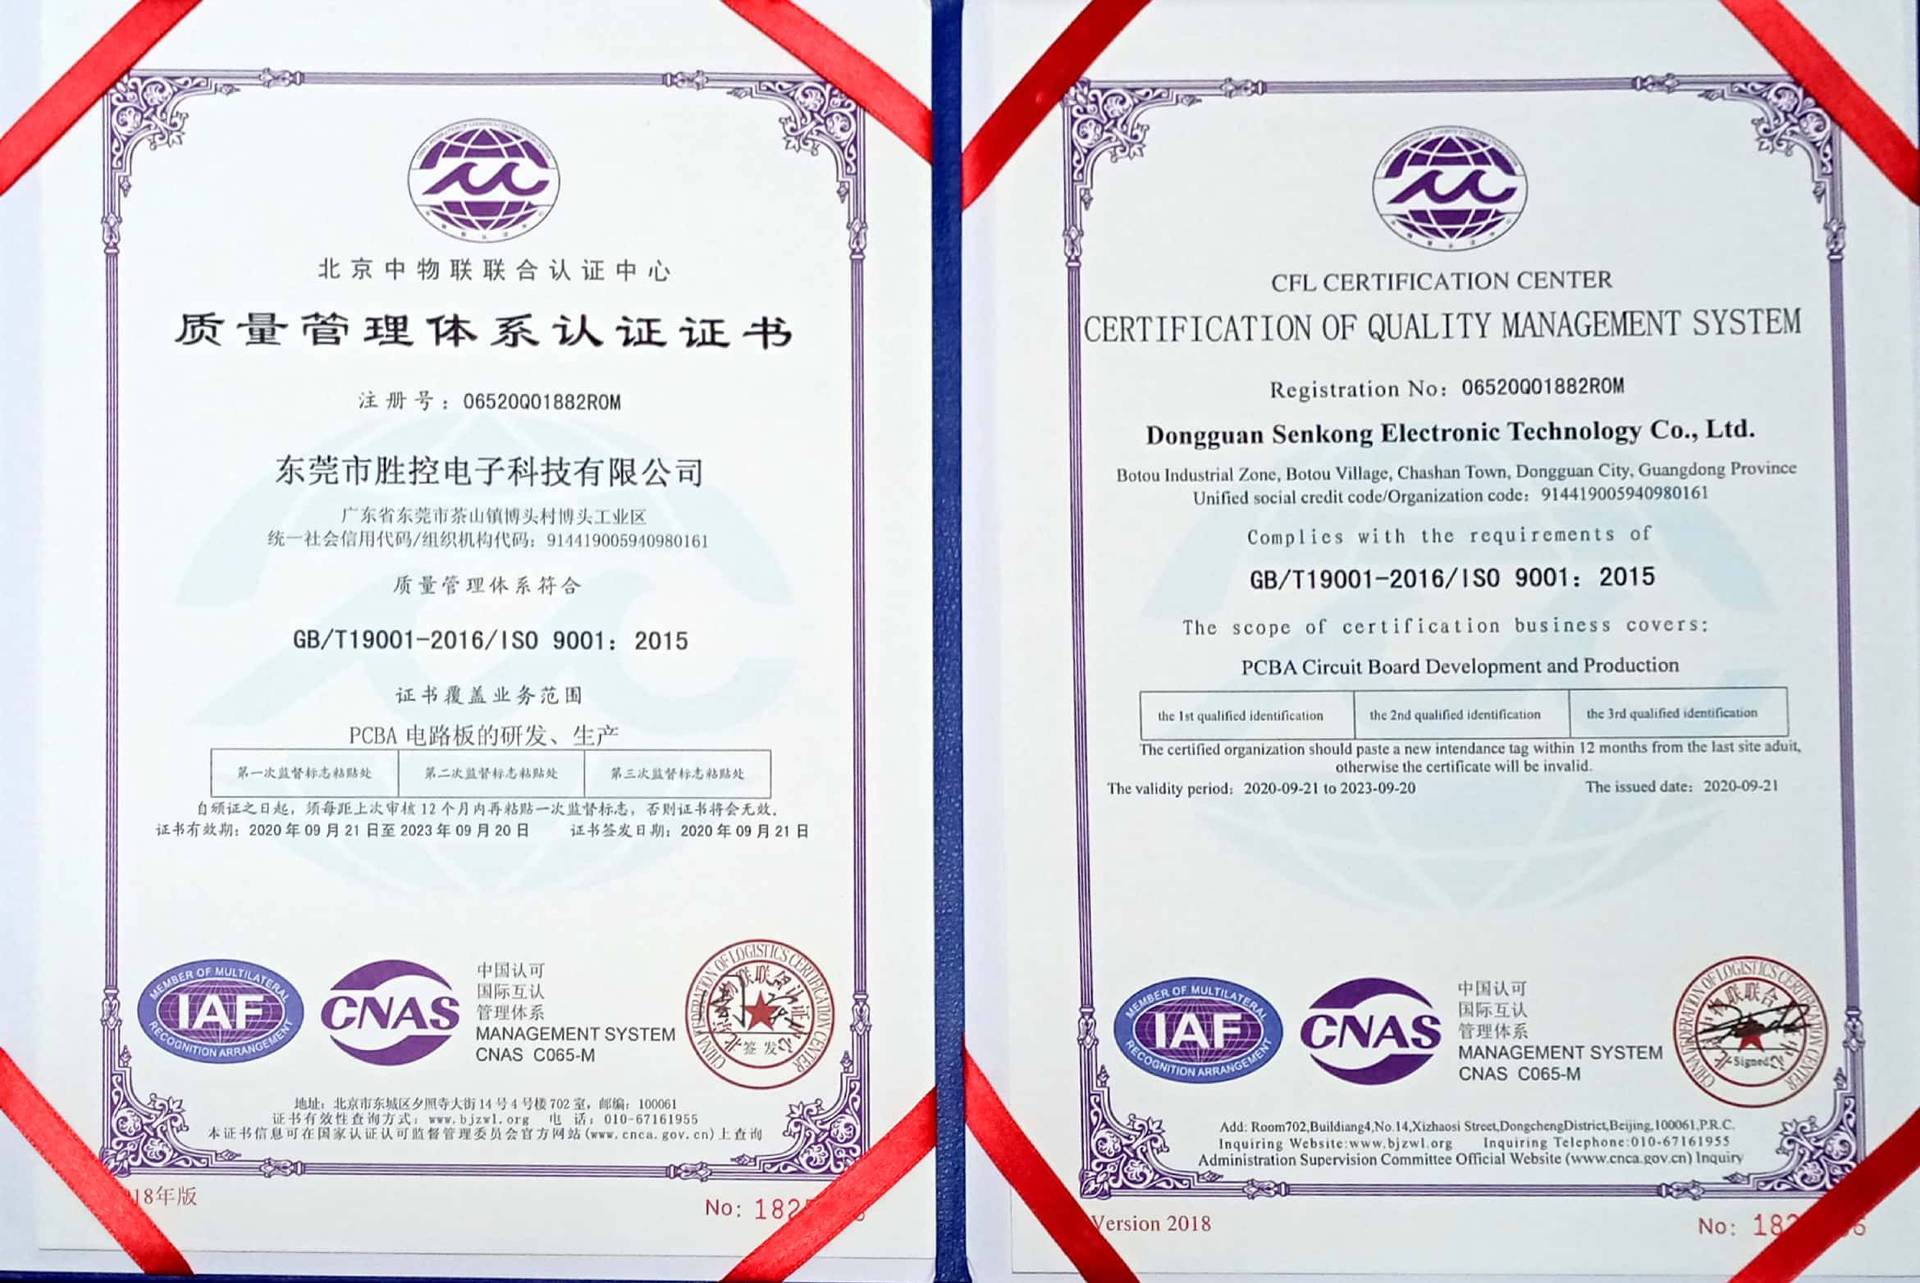 北京中物联联合认证中心
质量管理体系认证证书
注册号：06520Q01882R0M
东莞市胜控电子科技有限公司
广东省东莞市茶山镇博头村博头工业区
统一社会信用代码/组织机构代码：914419005940980161
质量管理体系符合
GB/T19001-2016/ISO 9001：2015
证书覆盖业务范围
PCBA 电路板的研发、生产
第一次监督标志粘贴处 第二次监督标志粘贴处 第三次监督标志粘贴处
自颁证之日起，须每距上次审核12个月内再粘贴一次监督标志，否则证书将会无效.
证书有效期：2020年09月21日至2023年09月20日 证书签发日期：2020年09月21日
MEMBER OF MULTILATERAL
IAF
RECOGNITION ARRANGEMENT
CNAS
中国认可
国际互认
管理体系
MANAGEMENT SYSTEM
CNAS C065-M
签发
地址：北京市东城区夕照寺大街14号4号楼702室，邮编：100061
证书有效性查询方式：www.bjzwl.org 电 话：010-67161955
本证书信息可在国家认证认可监督管理委员会官方网站(www.cnca.gov.cn)上查询
18年版
No: 182
CFL CERTIFICATION CENTER
CERTIFICATION OF QUALITY MANAGEMENT SYSTEM
Registration No：06520Q01882R0M
Dongguan Senkong Electronic Technology Co., Ltd.
Botou Industrial Zone, Botou Village, Chashan Town, Dongguan City, Guangdong Province
Unified social credit code/Organization code：914419005940980161
Complies with the requirements of
GB/T19001-2016/ISO 9001：2015
The scope of certification business covers:
PCBA Circuit Board Development and Production
the 1st qualified identification the 2nd qualified identification the 3rd qualified identification
The certified organization should paste a new intendance tag within 12 months from the last site aduit,
otherwise the certificate will be invalid.
The validity period：2020-09-21 to 2023-09-20 The issued date：2020-09-21
MEMBER OF MULTILATERAL
IAF
RECOGNITION ARRANGEMENT
CNAS
中国认可
国际互认
管理体系
MANAGEMENT SYSTEM
CNAS C065-M
Signed
Add: Room702,Buildiang4,No.14,Xizhaosi Street,DongchengDistrict,Beijing,100061,P.R.C.
Inquiring Website:www.bjzwl.org Inquiring Telephone:010-67161955
Administration Supervision Committee Official Website (www.cnca.gov.cn) Inquiry
Version 2018
No: 182